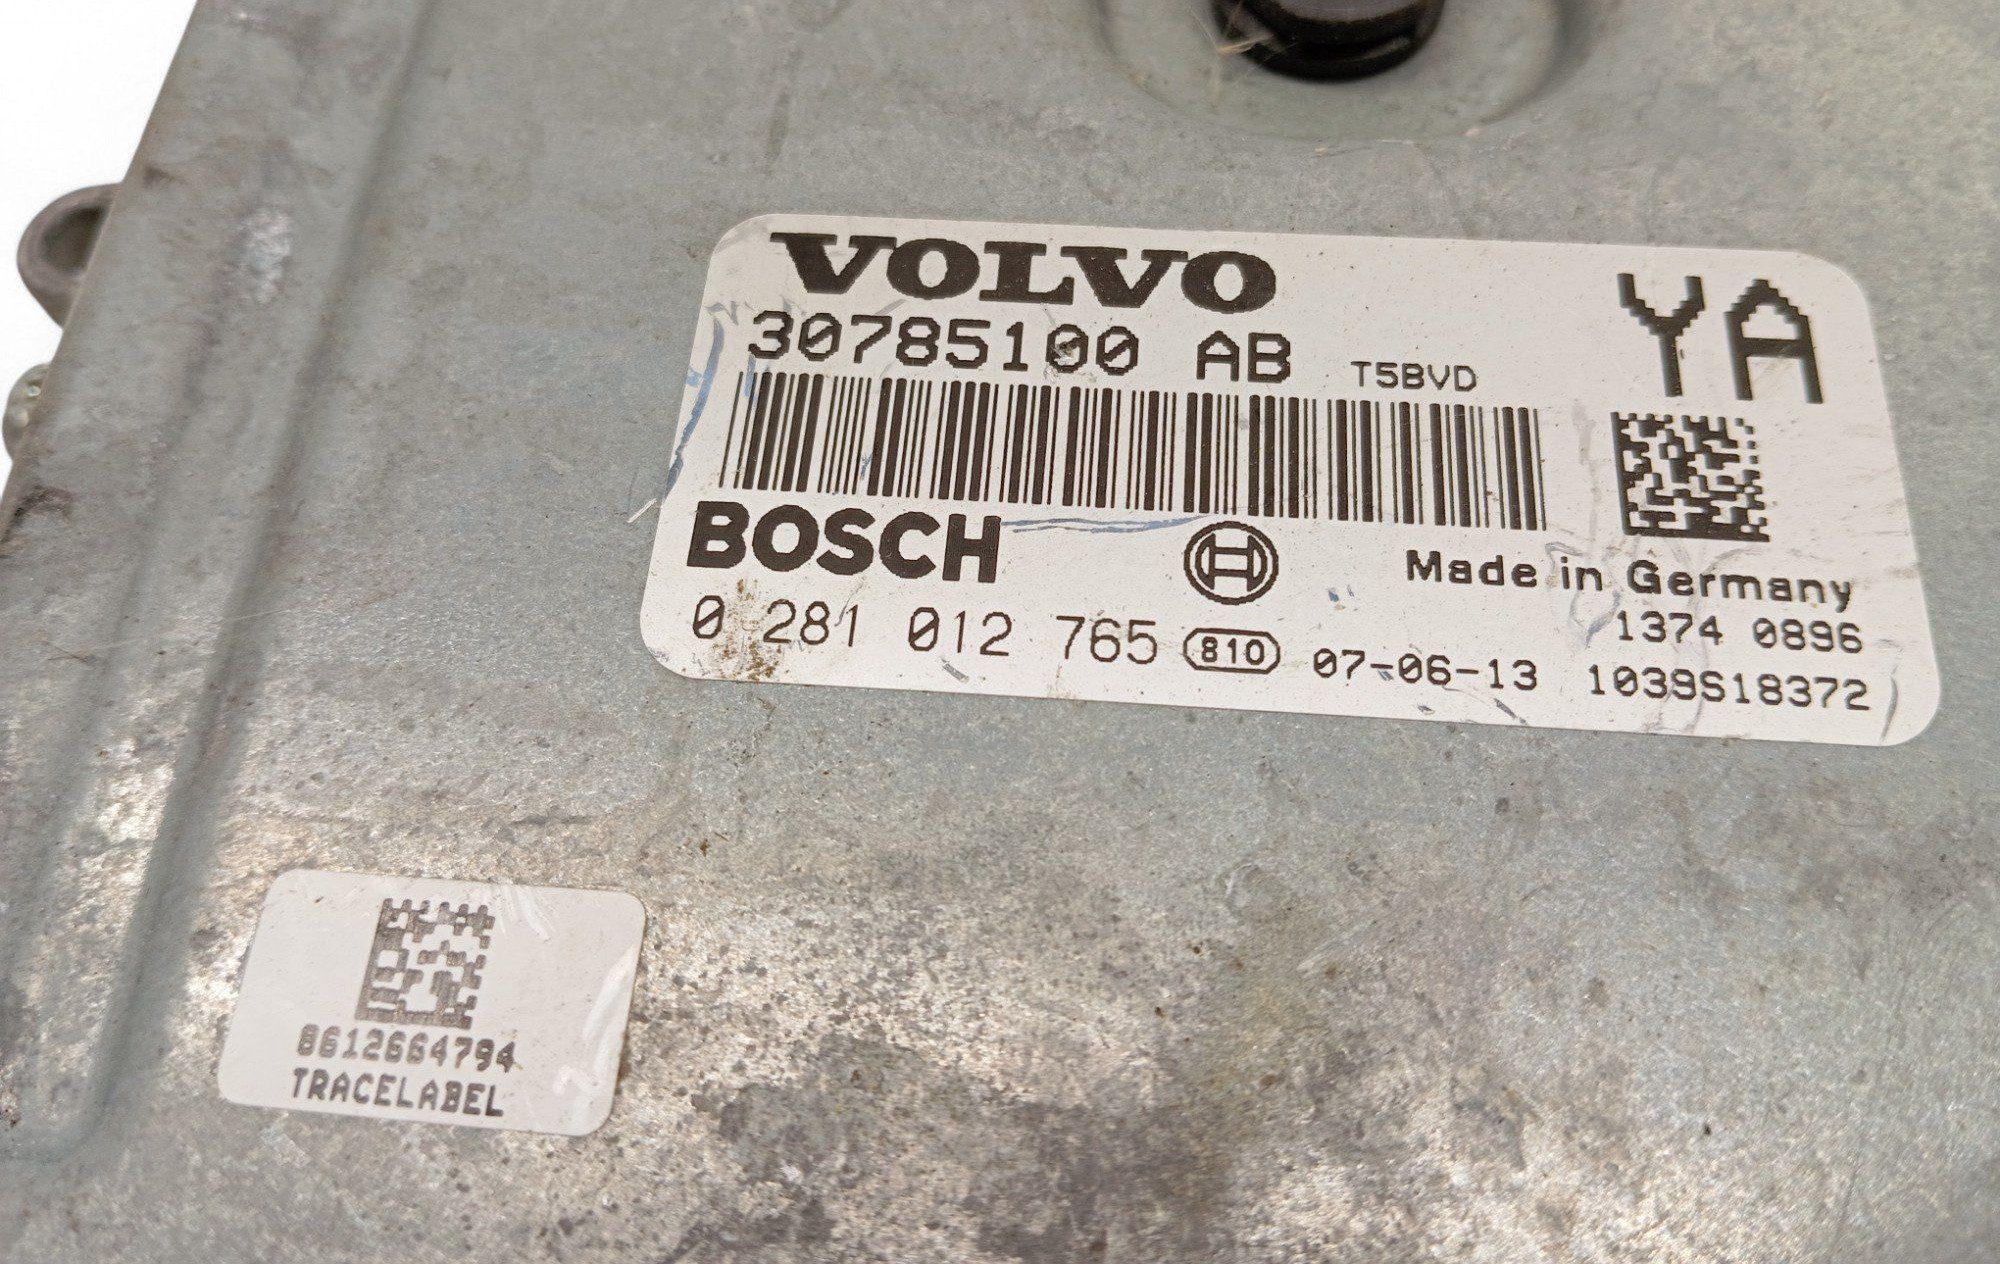 VOLVO
YA
30785100 AB T5BVD
BOSCH
Made in Germany
1374 0896
0 281 012 765 810 07-06-13 1039S18372
8612664794
TRACELABEL